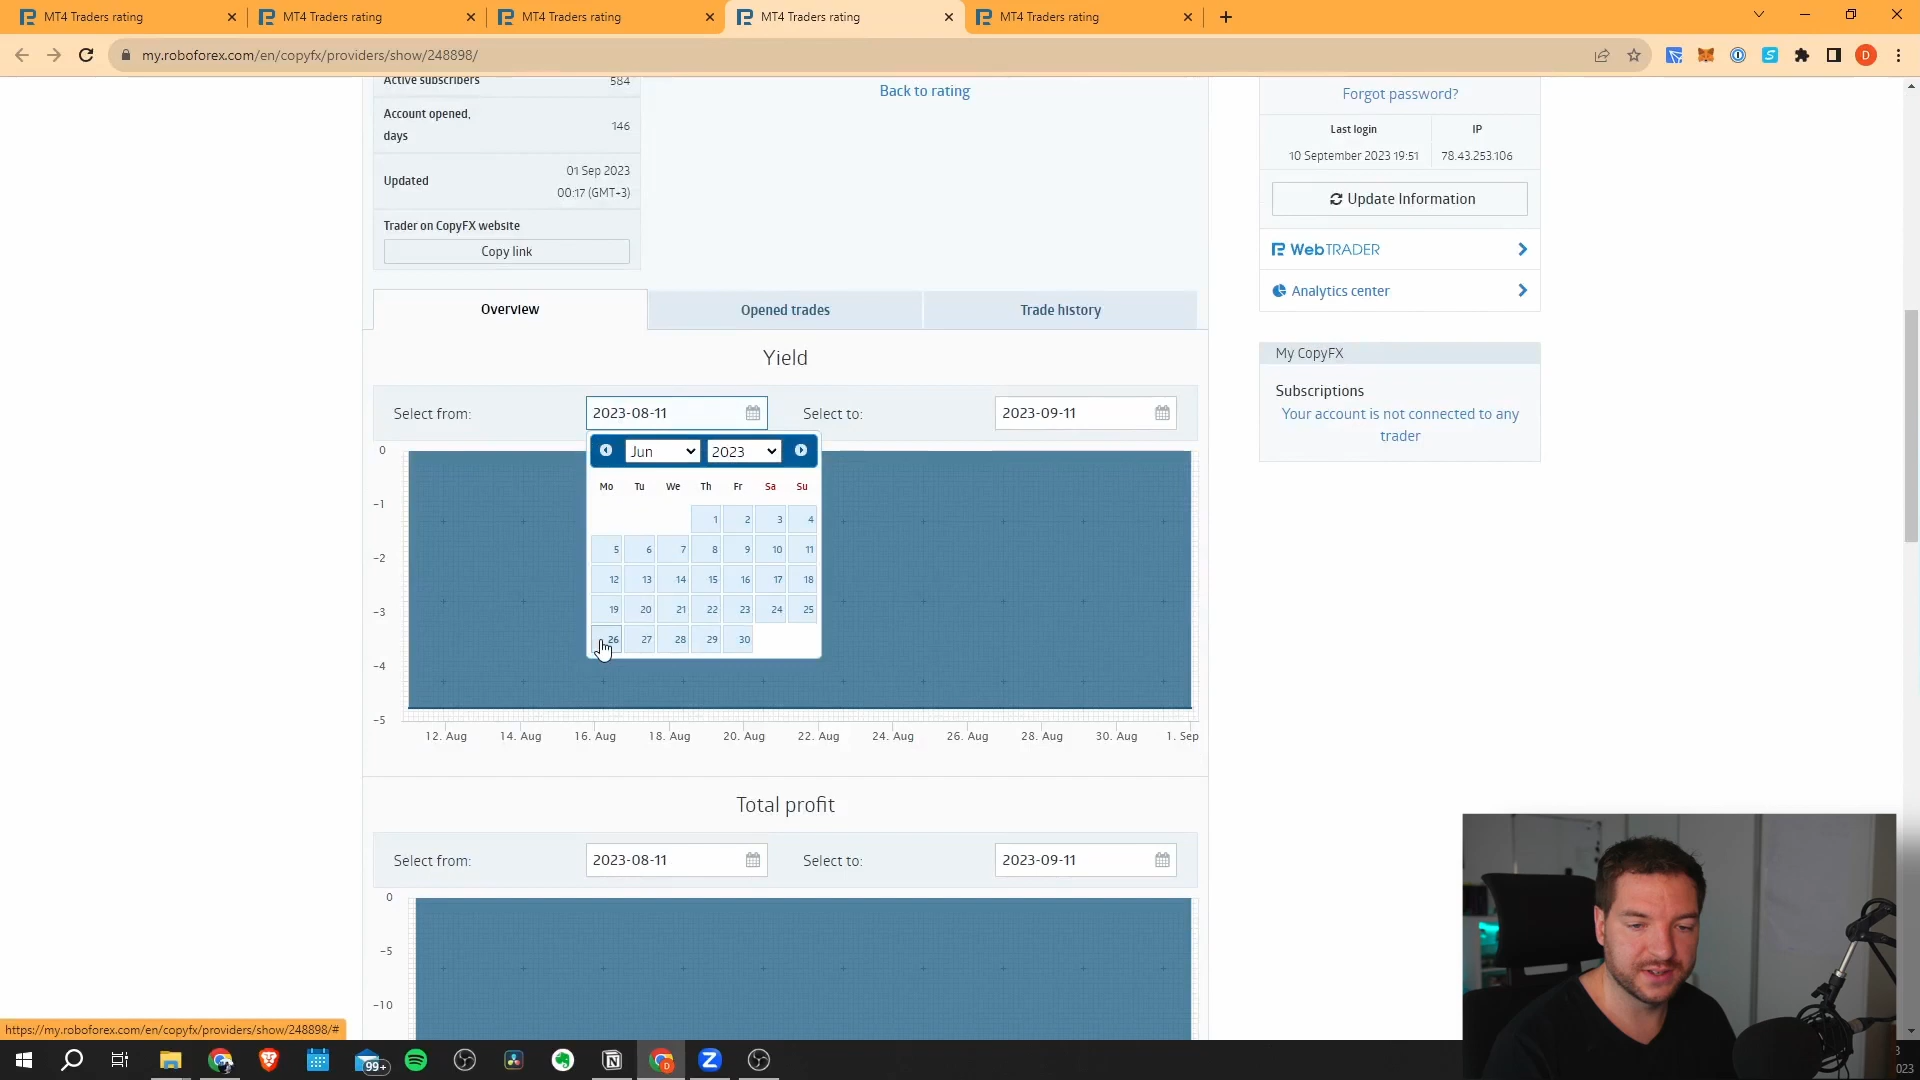 MT4 Traders rating
MT4 Traders rating
MT4 Traders rating
MT4 Traders rating
MT4 Traders rating
my.roboforex.com/en/copyfx/providers/show/248898/
D
Active subscribers 584
Account opened,
days
146
Updated
01 Sep 2023
00:17 (GMT+3)
Trader on CopyFX website
Copy link
Back to rating
Forgot password?
Last login IP
10 September 2023 19:51 78.43.253.106
Update Information
WebTRADER
Analytics center
My CopyFX
Subscriptions
Your account is not connected to any
trader
Overview Opened trades Trade history
Yield
Select from: 2023-08-11 Select to: 2023-09-11
Jun 2023
Mo Tu We Th Fr Sa Su
1 2 3 4
5 6 7 8 9 10 11
12 13 14 15 16 17 18
19 20 21 22 23 24 25
26 27 28 29 30
0
-1
-2
-3
-4
-5
12. Aug 14. Aug 16. Aug 18. Aug 20. Aug 22. Aug 24. Aug 26. Aug 28. Aug 30. Aug 1. Sep
Total profit
Select from: 2023-08-11 Select to: 2023-09-11
0
-5
-10
https://my.roboforex.com/en/copyfx/providers/show/248898/#
99+